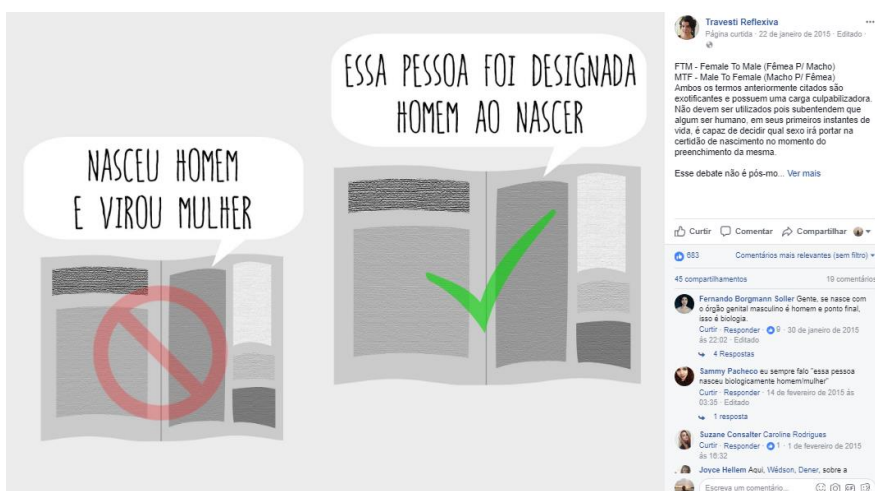 NASCEU HOMEM
E VIROU MULHER
ESSA PESSOA FOI DESIGNADA
HOMEM AO NASCER
Travesti Reflexiva
Página curtida · 22 de janeiro de 2015 · Editado ·
FTM - Female To Male (Fêmea P/ Macho)
MTF - Male To Female (Macho P/ Fêmea)
Ambos os termos anteriormente citados são
exotificantes e possuem uma carga culpabilizadora.
Não devem ser utilizados pois subentendem que
algum ser humano, em seus primeiros instantes de
vida, é capaz de decidir qual sexo irá portar na
certidão de nascimento no momento do
preenchimento da mesma.
Esse debate não é pós-mo... Ver mais
Curtir Comentar Compartilhar
683 Comentários mais relevantes (sem filtro)
45 compartilhamentos 19 comentários
Fernando Borgmann Soller Gente, se nasce com
o órgão genital masculino é homem e ponto final,
isso é biologia.
Curtir · Responder · 9 · 30 de janeiro de 2015
às 22:02 · Editado
4 Respostas
Sammy Pacheco eu sempre falo "essa pessoa
nasceu biologicamente homem/mulher"
Curtir · Responder · 14 de fevereiro de 2015 às
03:35 · Editado
1 resposta
Suzane Consalter Caroline Rodrigues
Curtir · Responder · 1 · 1 de fevereiro de 2015
às 16:32
Joyce Hellem Aqui, Wédson, Dener, sobre a
Escreva um comentário...
GIF